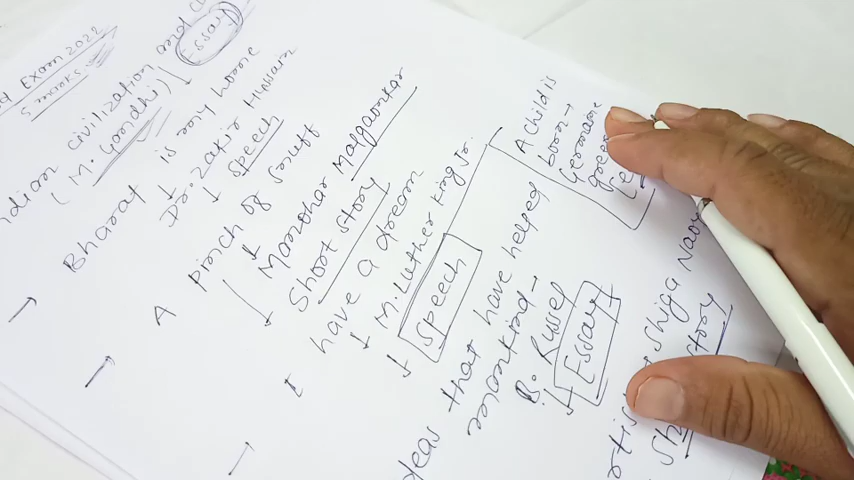 Exam 2022
5 marks
Indian civilization and
Essay
(M. Gandhi)
Bharat is my home
Dr. Zakir Hussain
Speech
A pinch of snuff
Manohar Malgavnkar
Short story
I have a dream
M. Luther King Jr.
Speech
Ideas that have helped
mankind
B. Russel
Essay
A child is
born
Germaine
greer
Shiga Naoya